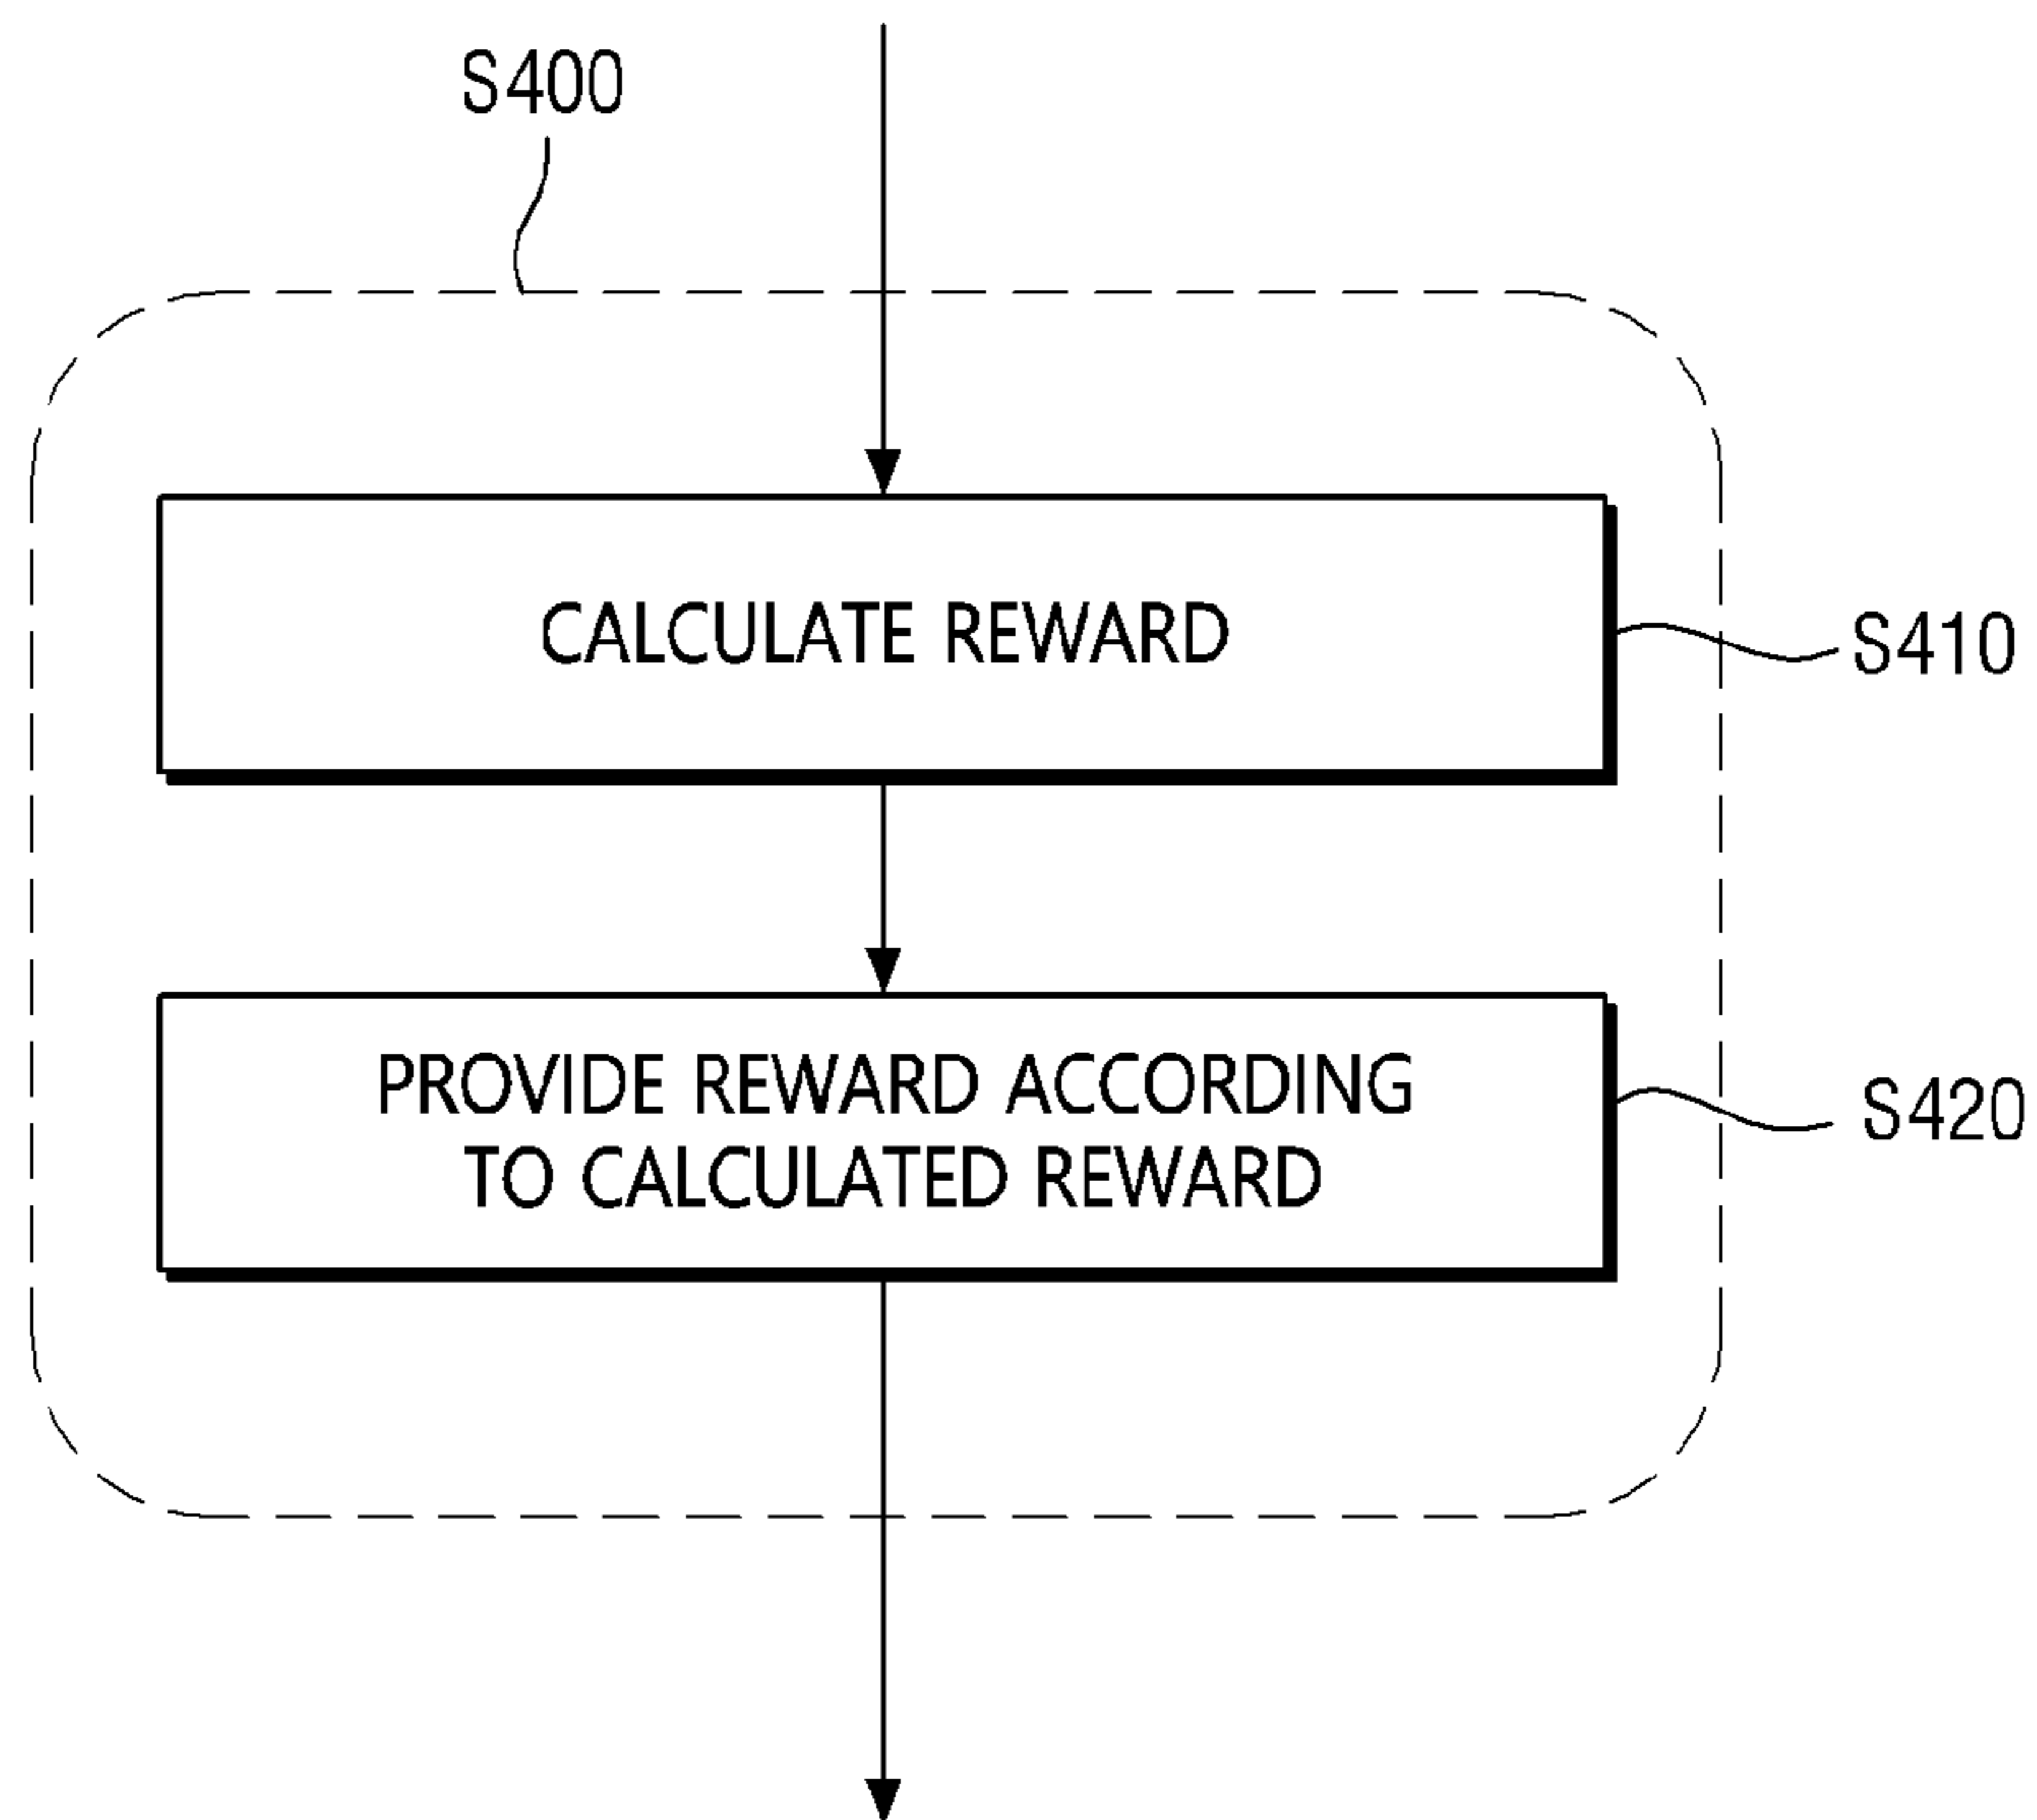 S400
CALCULATE REWARD
S410
PROVIDE REWARD ACCORDING
TO CALCULATED REWARD
S420